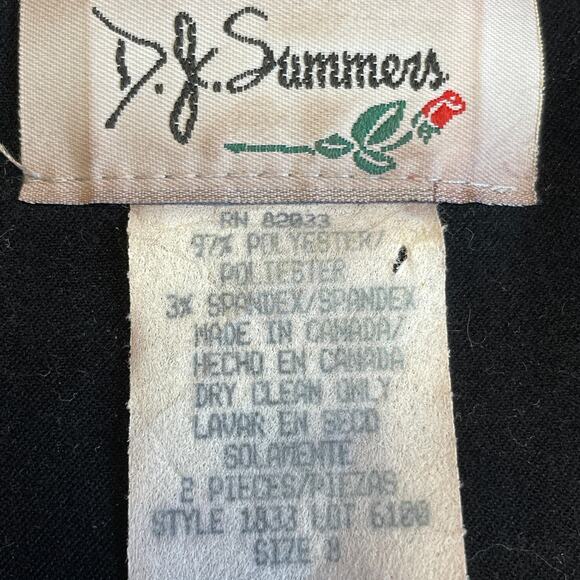 D.J. Summers
RN 82033
97% POLYESTER/
POLIESTER
3% SPANDEX/SPANDEX
MADE IN CANADA/
HECHO EN CANADA
DRY CLEAN ONLY
LAVAR EN SECO
SOLAMENTE
2 PIECES/PIEZAS
STYLE 1833 LOT 6100
SIZE 8